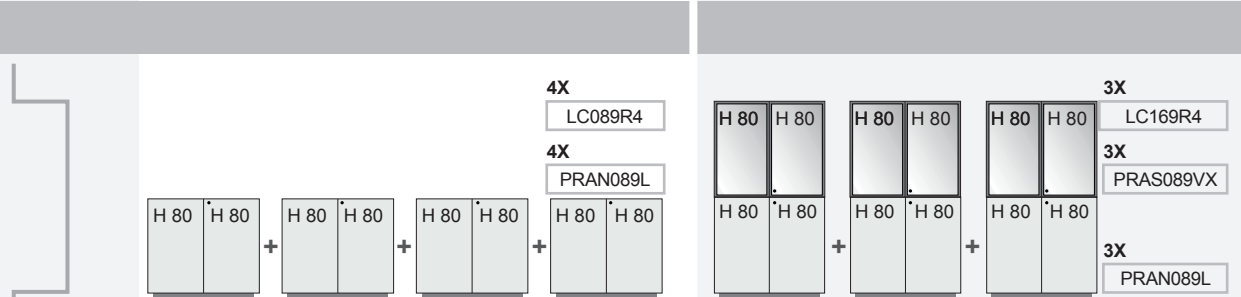 4X
LC089R4
4X
PRAN089L
H 80 H 80 + H 80 H 80 + H 80 H 80 + H 80 H 80
3X
LC169R4
H 80 H 80 H 80 H 80 H 80 H 80
3X
PRAS089VX
H 80 H 80 + H 80 H 80 + H 80 H 80
3X
PRAN089L